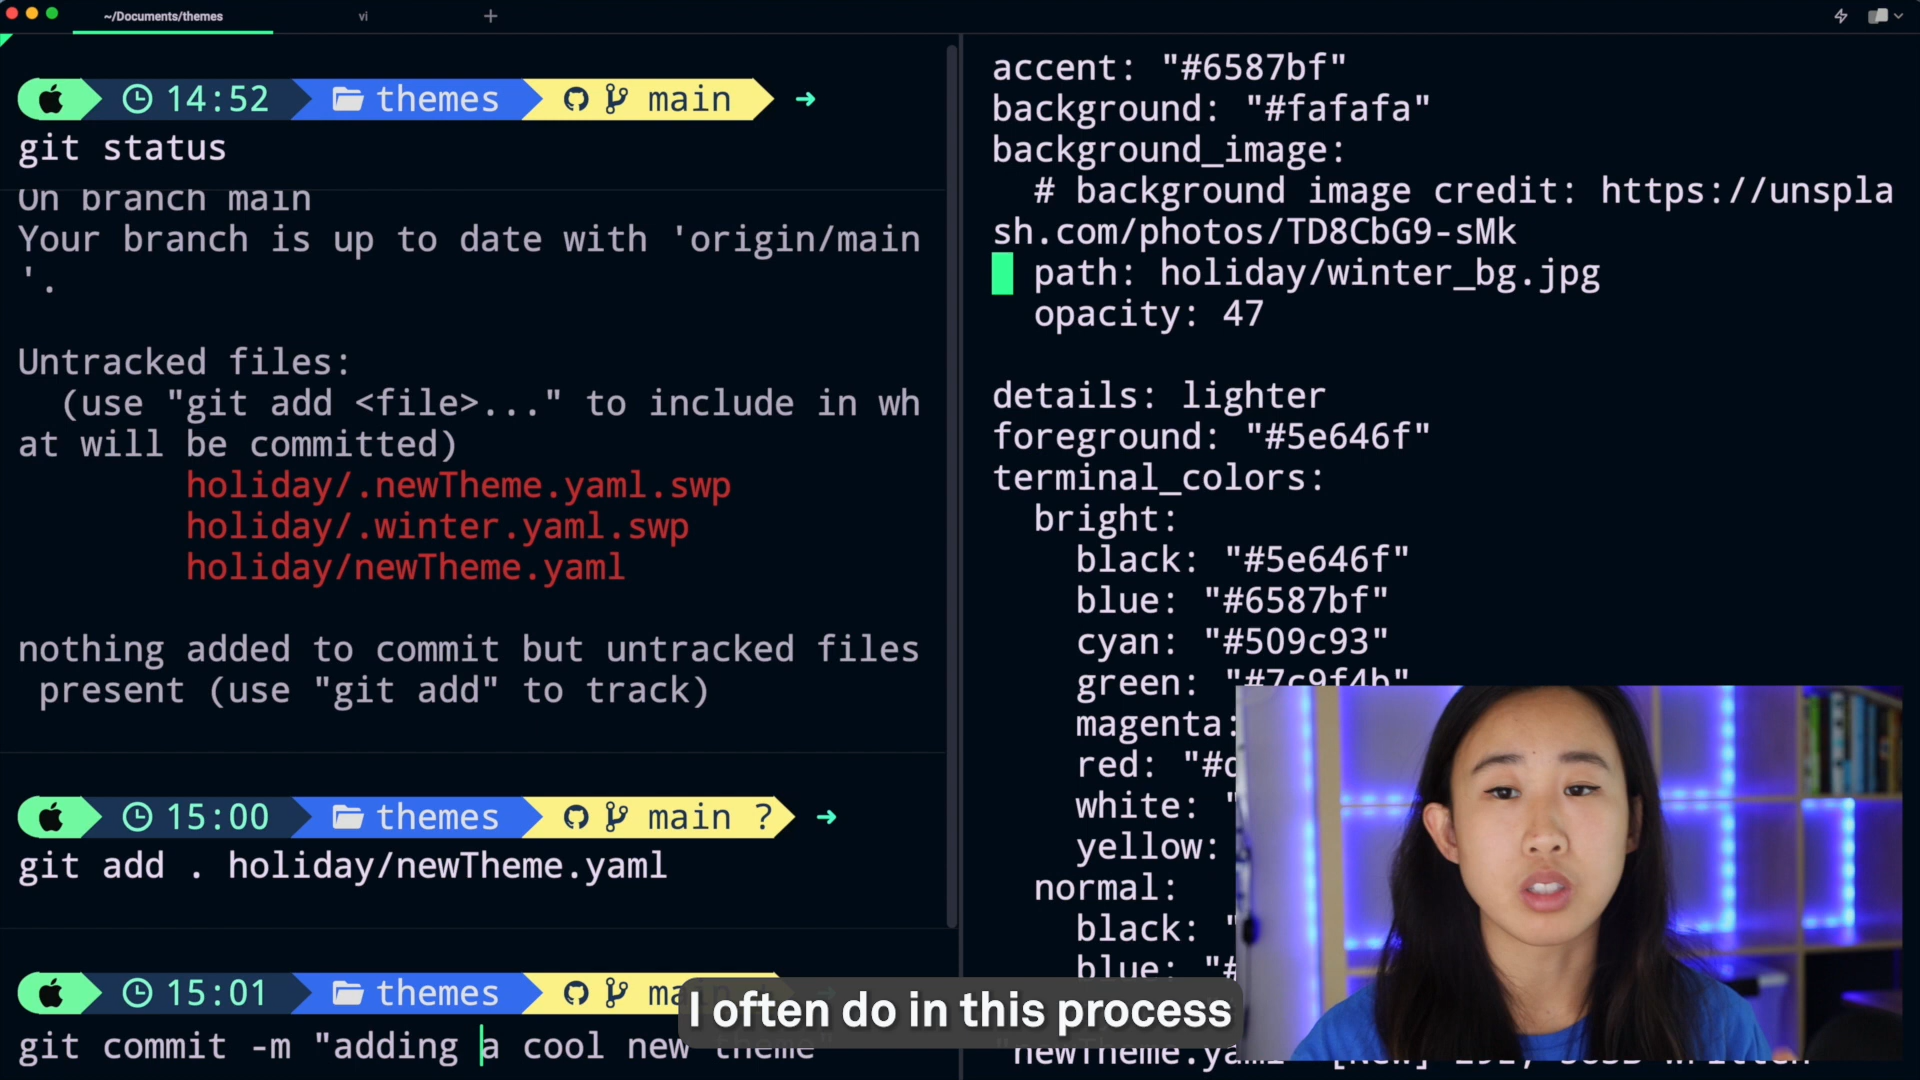 ~/Documents/themes
vi
14:52 themes main
git status
On branch main
Your branch is up to date with 'origin/main
'.
Untracked files:
(use "git add <file>..." to include in wh
at will be committed)
holiday/.newTheme.yaml.swp
holiday/.winter.yaml.swp
holiday/newTheme.yaml
nothing added to commit but untracked files
present (use "git add" to track)
15:00 themes main ?
git add . holiday/newTheme.yaml
15:01 themes
git commit -m "adding a cool new theme"
accent: "#6587bf"
background: "#fafafa"
background_image:
# background image credit: https://unspla
sh.com/photos/TD8CbG9-sMk
path: holiday/winter_bg.jpg
opacity: 47
details: lighter
foreground: "#5e646f"
terminal_colors:
bright:
black: "#5e646f"
blue: "#6587bf"
cyan: "#509c93"
green: "#7c9f4b"
magenta:
red: "#
white: "
yellow:
normal:
black: "
blue: "#
"newTheme.yaml" [New]
I often do in this process